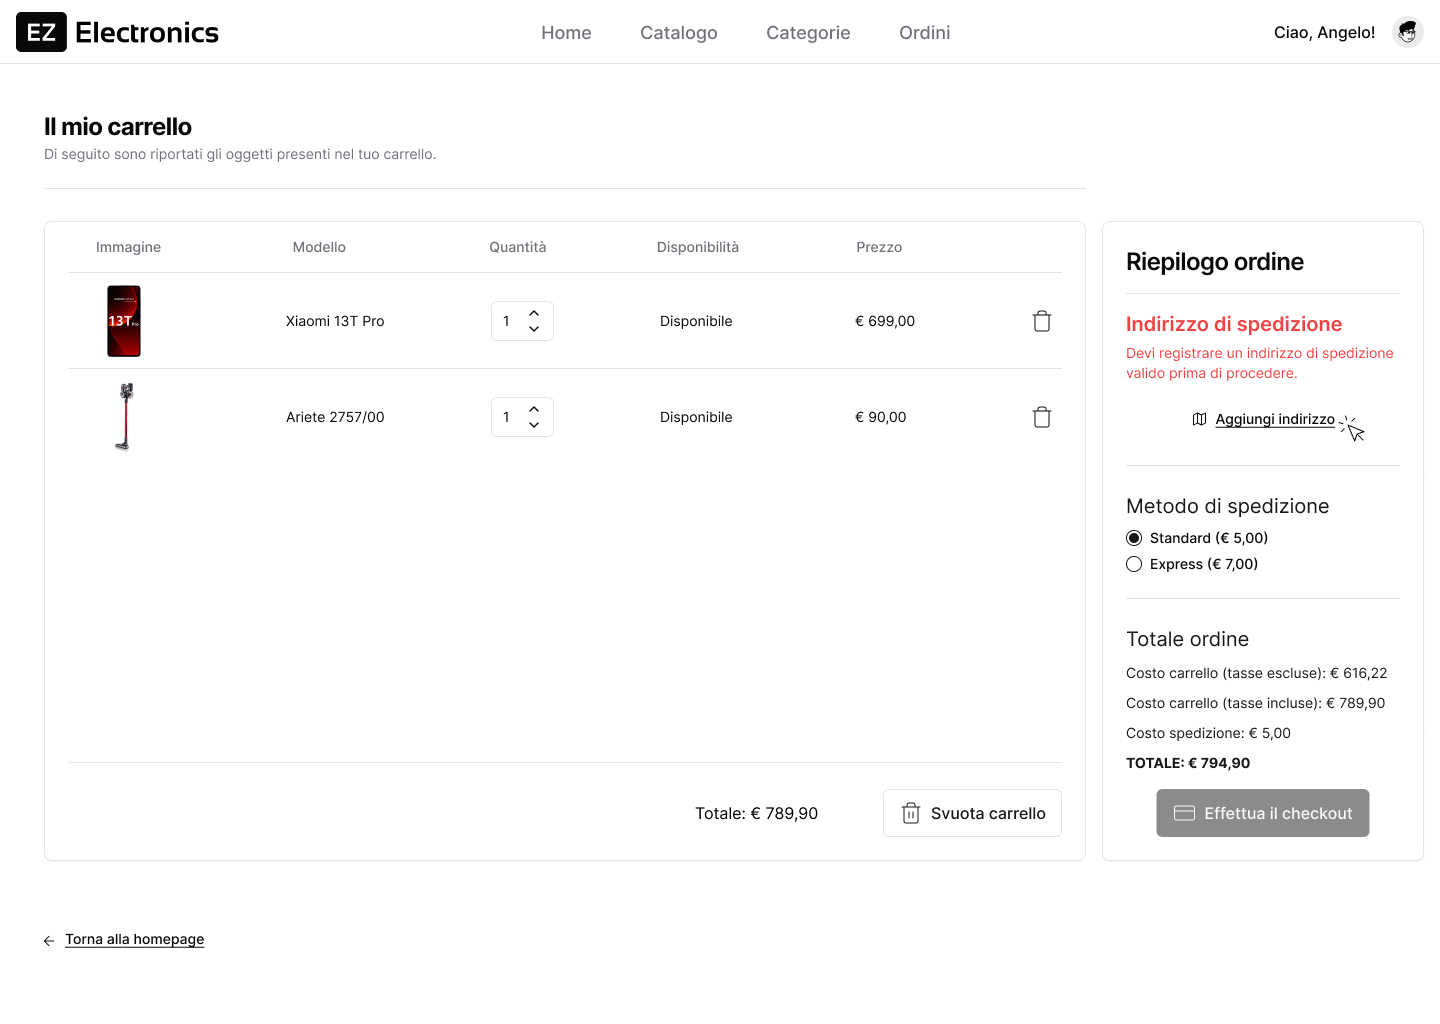 EZ Electronics
Home Catalogo Categorie Ordini
Ciao, Angelo!
Il mio carrello
Di seguito sono riportati gli oggetti presenti nel tuo carrello.
Immagine Modello Quantità Disponibilità Prezzo
13T Pro
Xiaomi 13T Pro 1 Disponibile € 699,00
Ariete 2757/00 1 Disponibile € 90,00
Totale: € 789,90 Svuota carrello
Riepilogo ordine
Indirizzo di spedizione
Devi registrare un indirizzo di spedizione
valido prima di procedere.
Aggiungi indirizzo
Metodo di spedizione
Standard (€ 5,00)
Express (€ 7,00)
Totale ordine
Costo carrello (tasse escluse): € 616,22
Costo carrello (tasse incluse): € 789,90
Costo spedizione: € 5,00
TOTALE: € 794,90
Effettua il checkout
Torna alla homepage